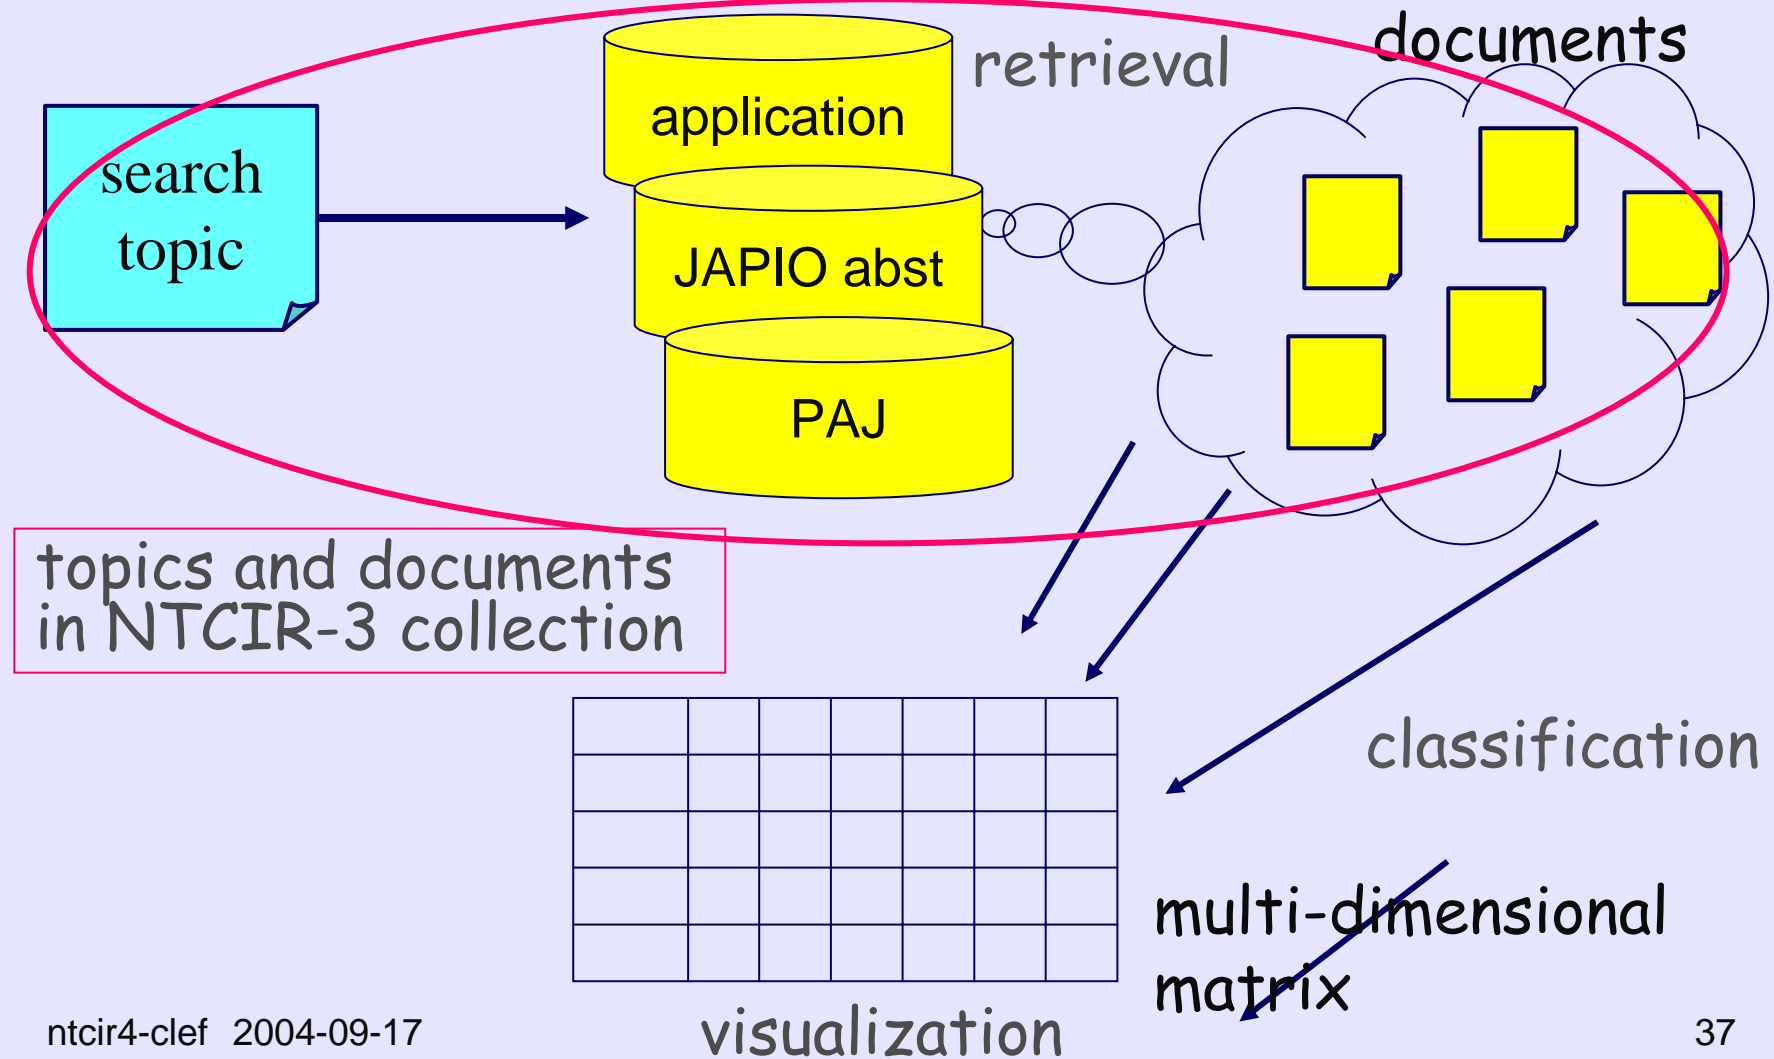 documents
retrieval
application
search
topic
JAPIO abst
PAJ
topics and documents
in NTCIR-3 collection
classification
multi-dimensional
matrix
visualization
ntcir4-clef 2004-09-17
37